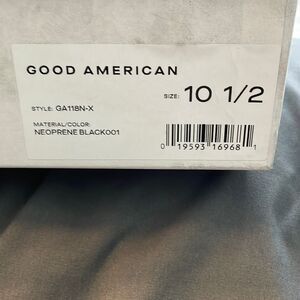 GOOD AMERICAN
SIZE: 10 1/2
STYLE: GA118N-X
MATERIAL/COLOR:
NEOPRENE BLACK001
0 19593 16968 1